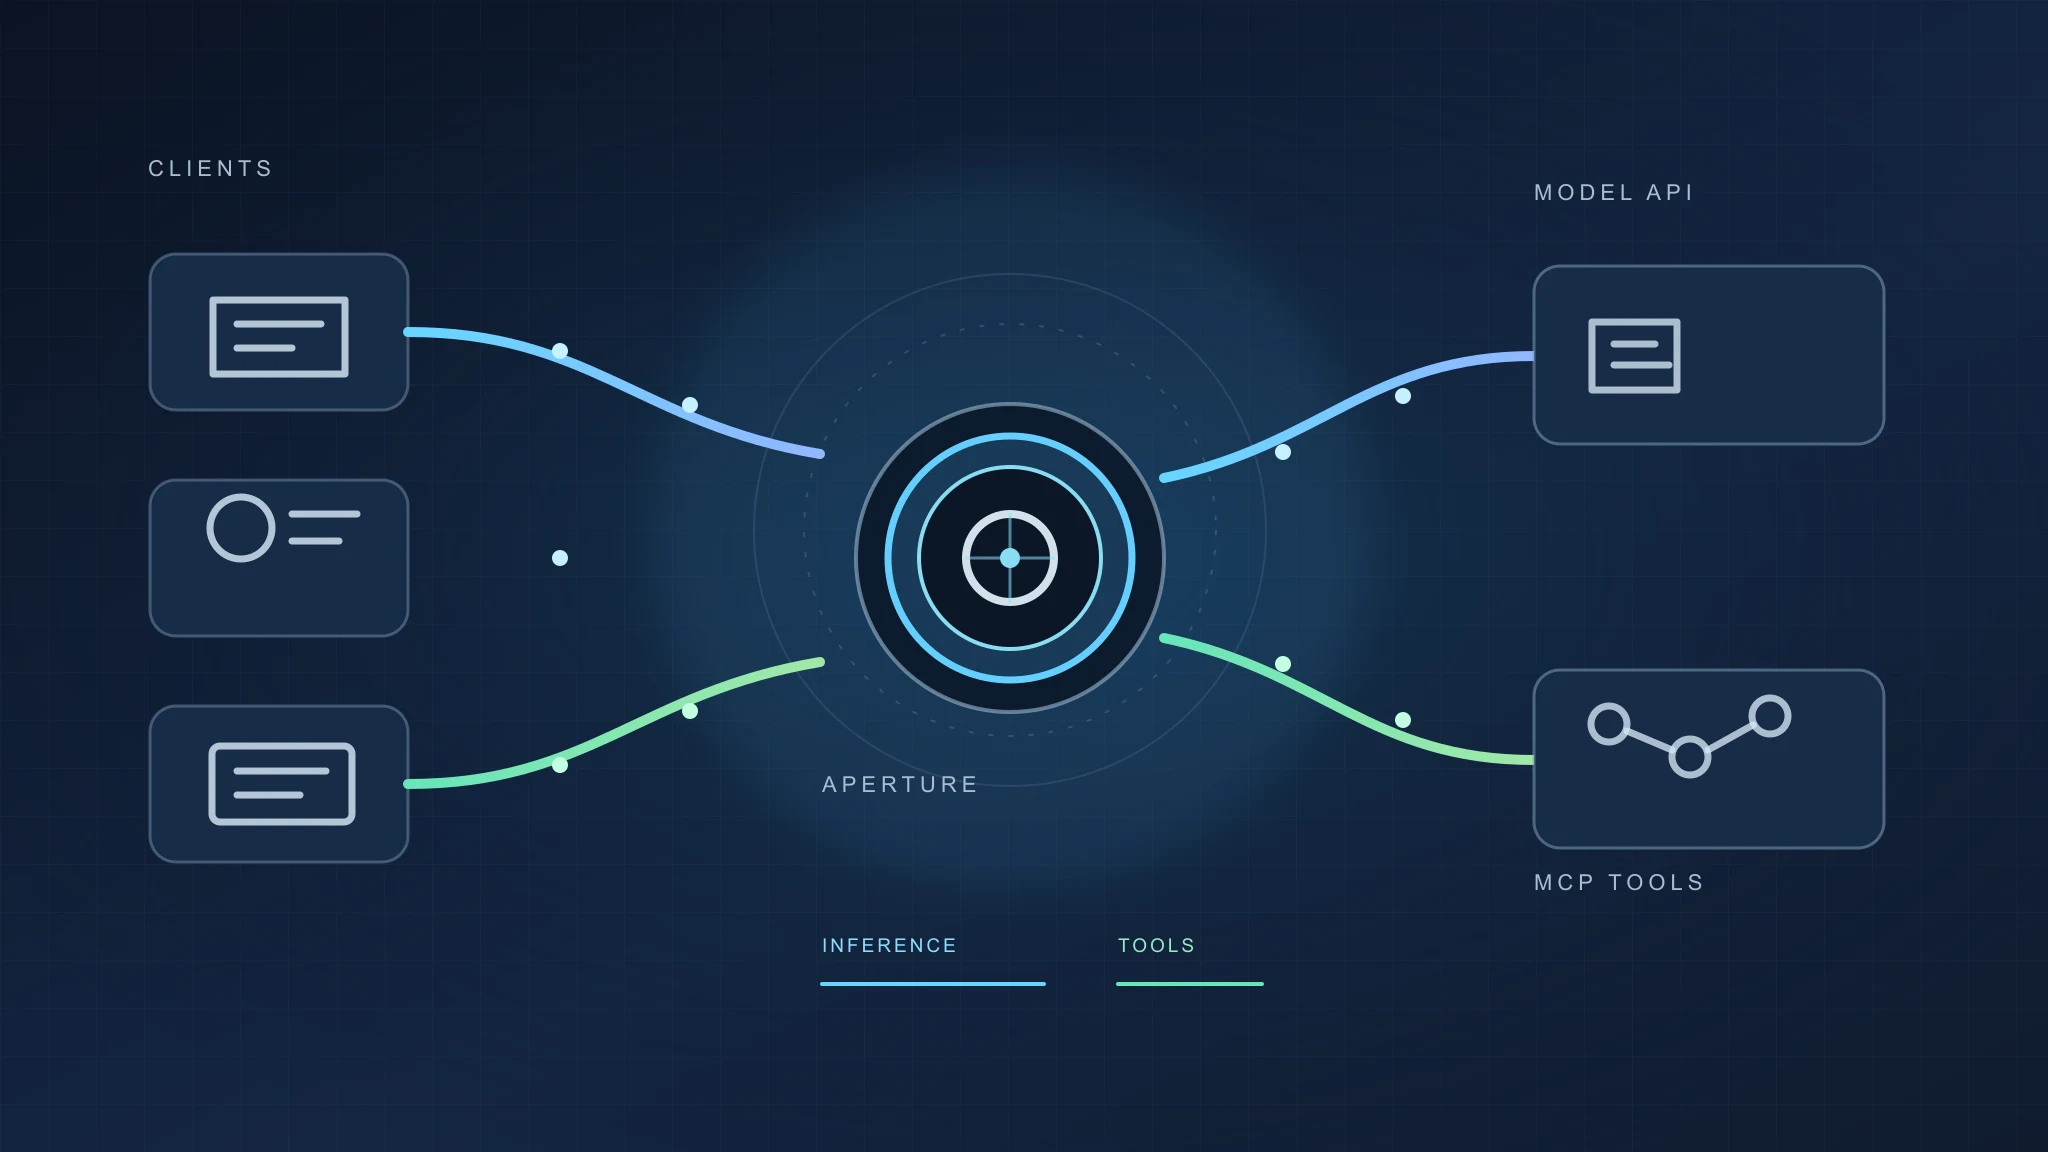 CLIENTS
MODEL API
APERTURE
MCP TOOLS
INFERENCE
TOOLS